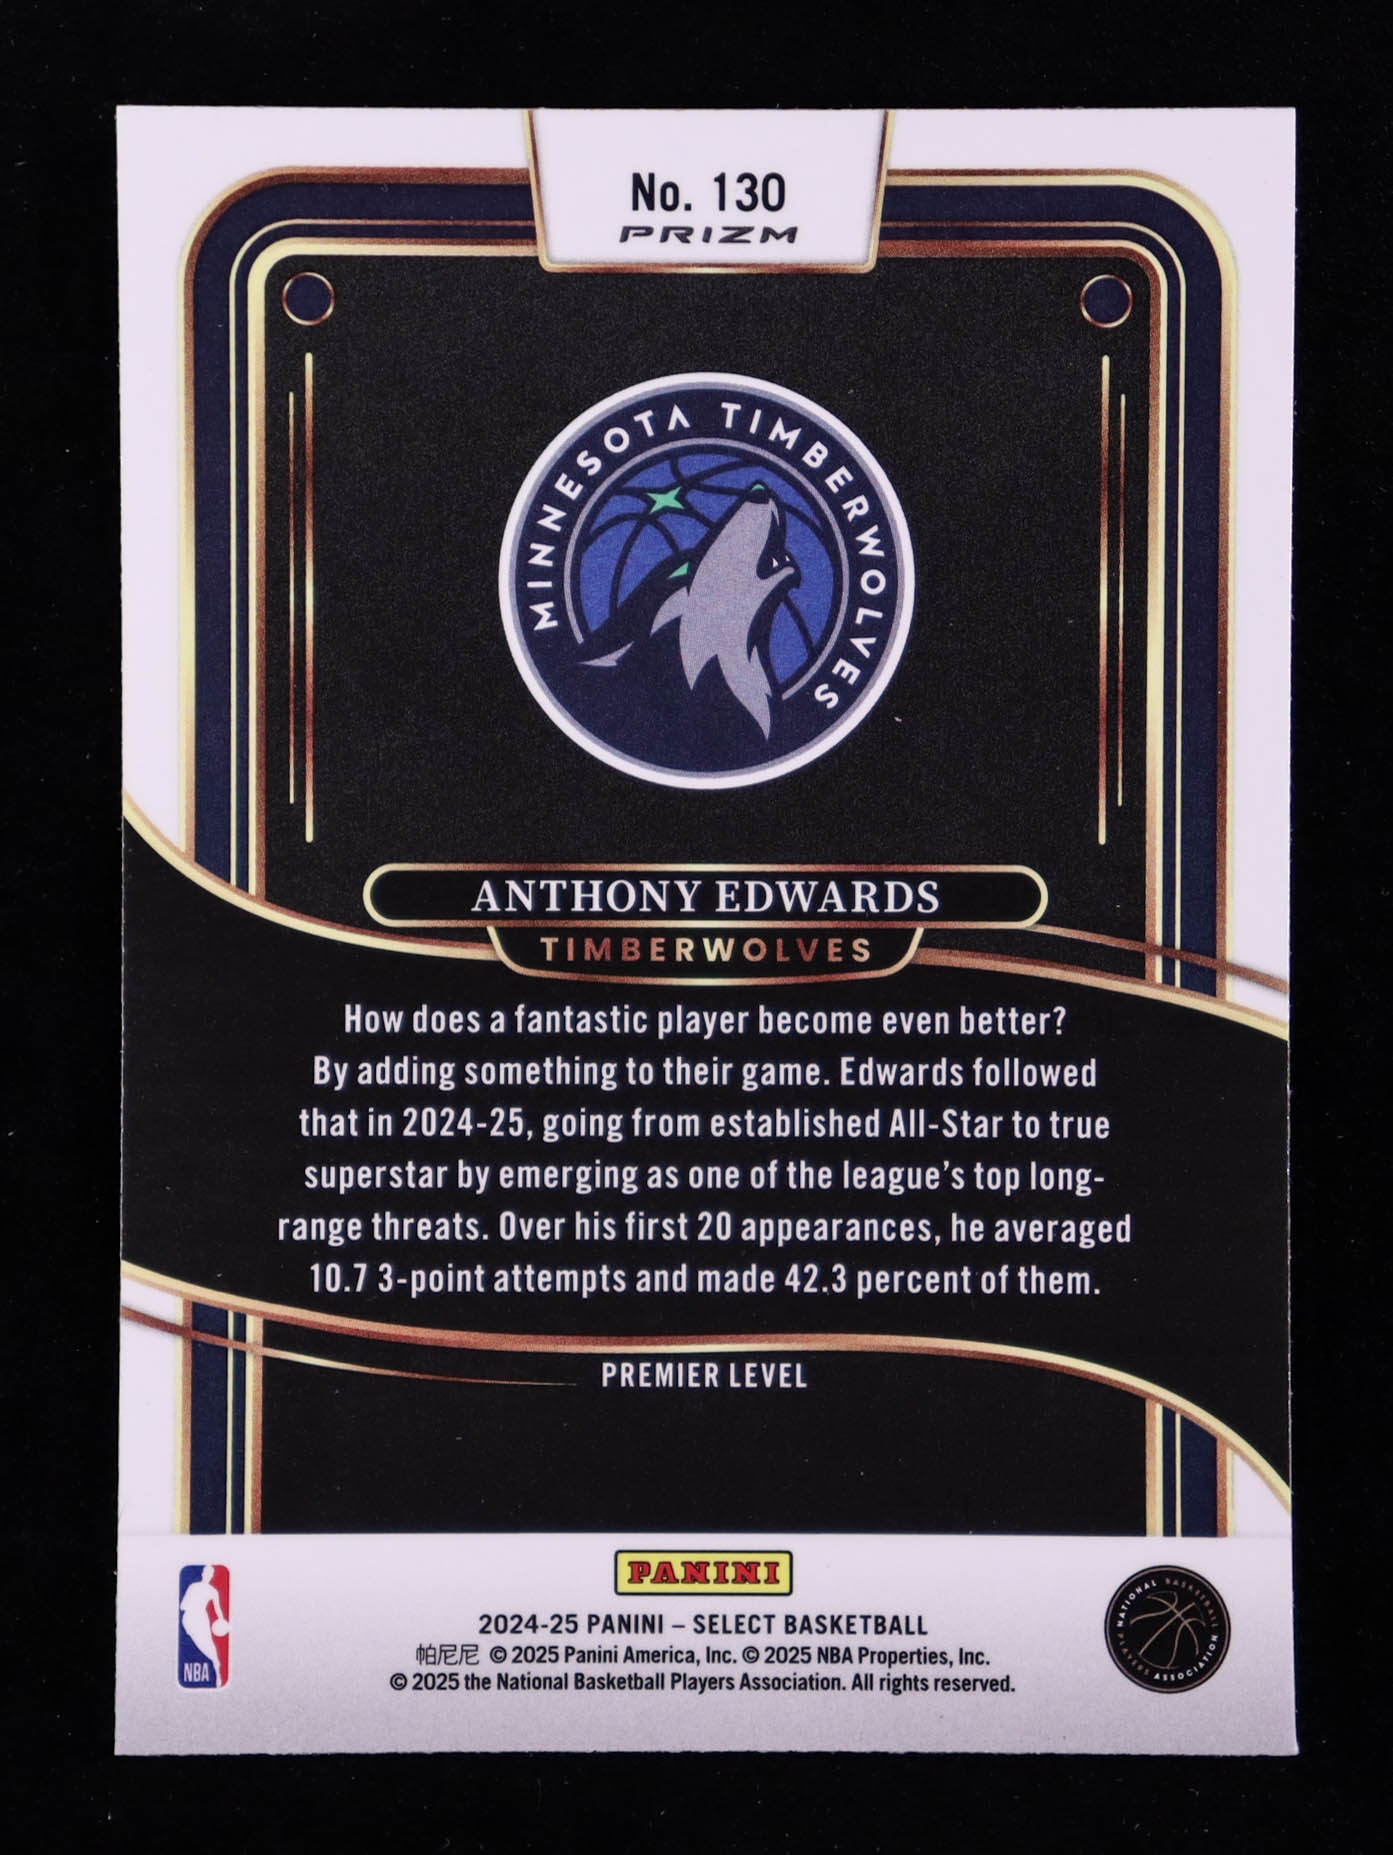 No. 130
PRIZM
MINNESOTA TIMBERWOLVES
ANTHONY EDWARDS
TIMBERWOLVES
How does a fantastic player become even better?
By adding something to their game. Edwards followed
that in 2024-25, going from established All-Star to true
superstar by emerging as one of the league's top long-
range threats. Over his first 20 appearances, he averaged
10.7 3-point attempts and made 42.3 percent of them.
PREMIER LEVEL
PANINI
2024-25 PANINI – SELECT BASKETBALL
帕尼尼 © 2025 Panini America, Inc. © 2025 NBA Properties, Inc.
© 2025 the National Basketball Players Association. All rights reserved.
NBA
NATIONAL BASKETBALL PLAYERS ASSOCIATION